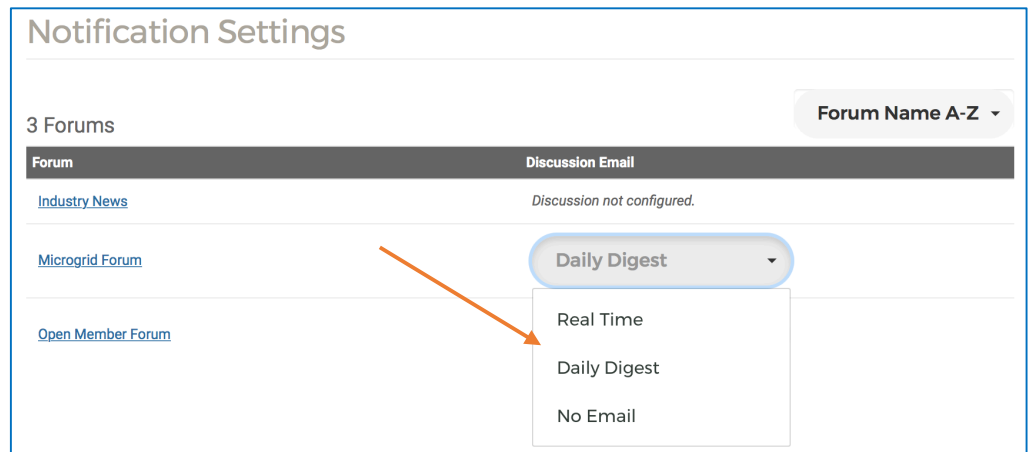 Notification Settings
3 Forums
Forum Name A-Z
Forum Discussion Email
Industry News Discussion not configured.
Microgrid Forum Daily Digest
Real Time
Open Member Forum
Daily Digest
No Email